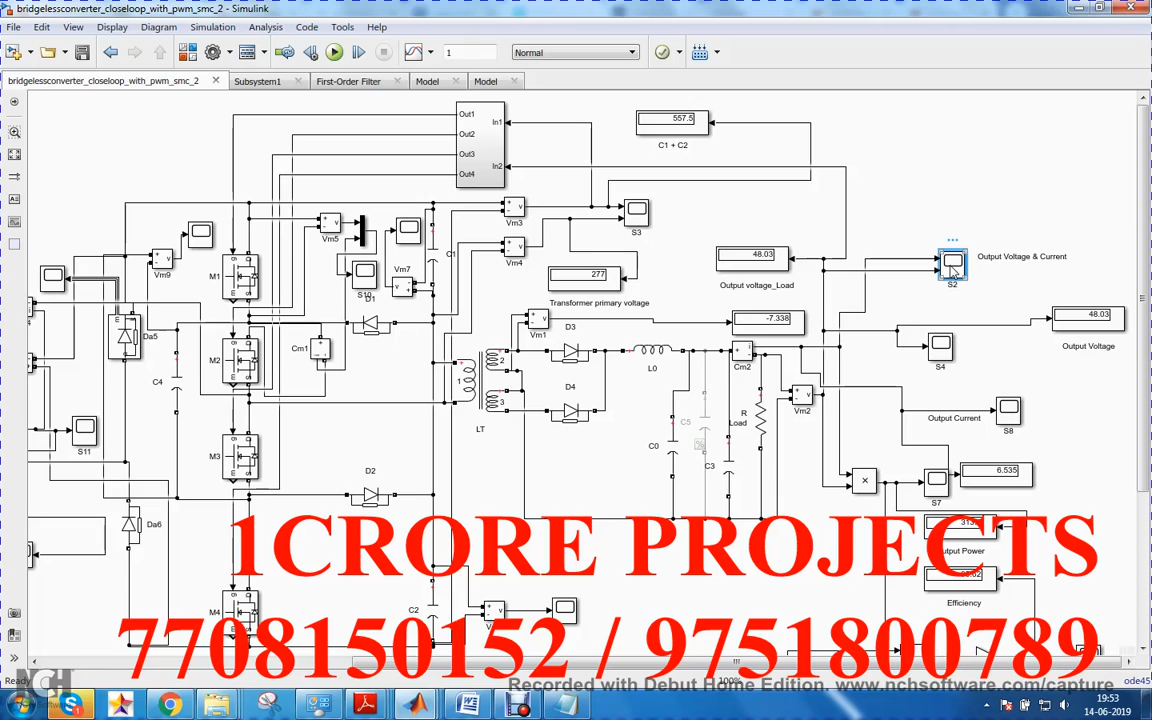 bridgelessconverter_closeloop_with_pwm_smc_2 - Simulink
File Edit View Display Diagram Simulation Analysis Code Tools Help
1 Normal
bridgelessconverter_closeloop_with_pwm_smc_2 Subsystem1 First-Order Filter Model Model
Out1
Out2
Out3
Out4
In1
In2
557.5
C1 + C2
Vm3
S3
Vm4
Vm5
Vm7
Vm9
S10
C1
D1
M1
277
Transformer primary voltage
48.03
Output voltage_Load
Output Voltage & Current
S2
48.03
Output Voltage
-7.338
Vm1
D3
D4
L0
Cm2
S4
Da5
M2
Cm1
C4
LT
1
2
3
C5
C0
C3
R
Load
Vm2
Output Current
S8
S11
M3
D2
×
S7
6.535
Da6
Output Power
Efficiency
M4
C2
1CRORE PROJECTS
7708150152 / 9751800789
Ready
100%
ode45
NCH
Software
Recorded with Debut Home Edition. www.nchsoftware.com/capture
19:53
14-06-2019